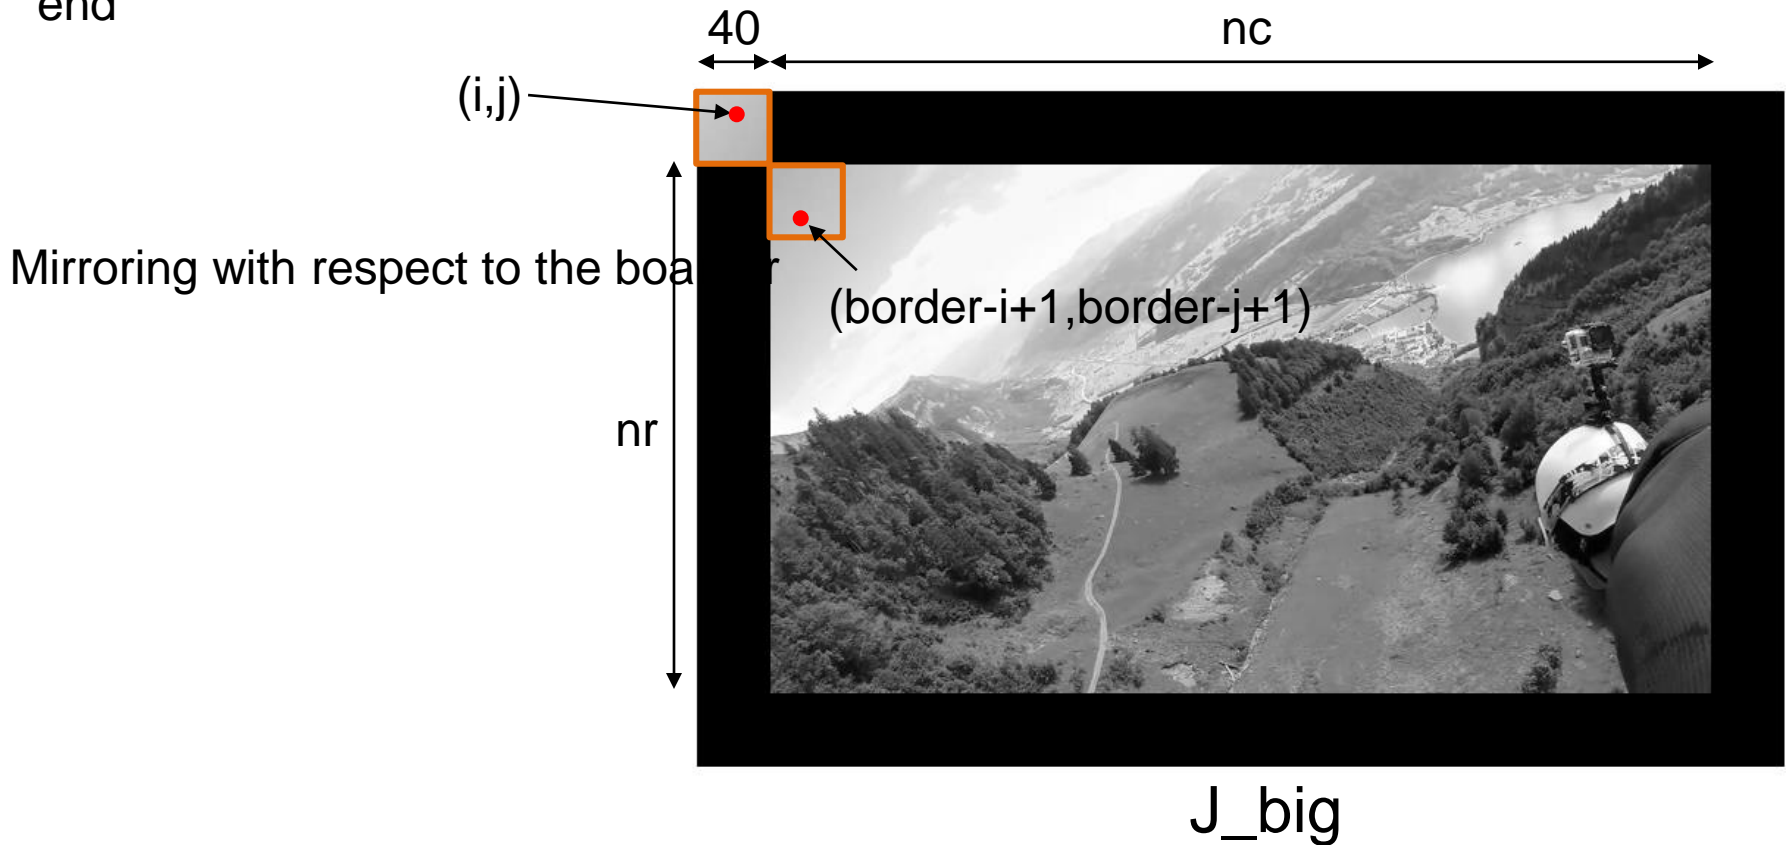 end
40
nc
(i,j)
Mirroring with respect to the boa r
(border-i+1,border-j+1)
nr
J_big